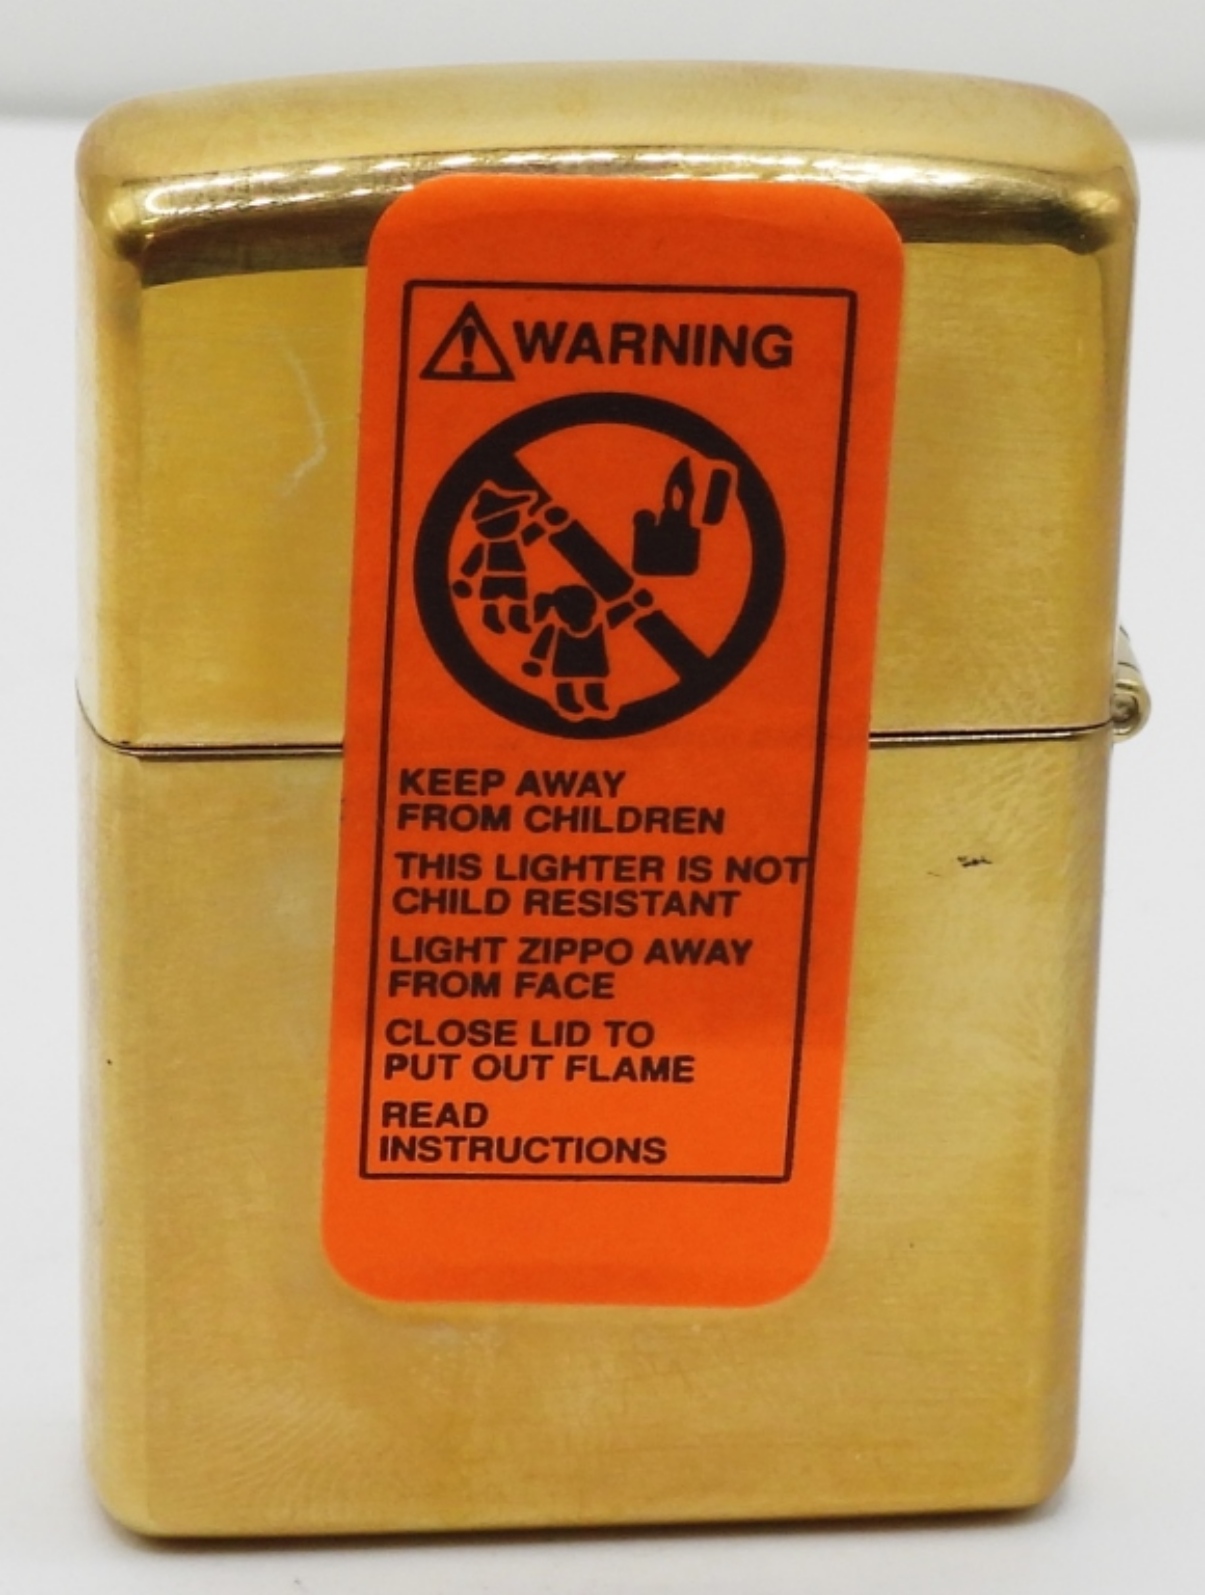 WARNING
KEEP AWAY
FROM CHILDREN
THIS LIGHTER IS NOT
CHILD RESISTANT
LIGHT ZIPPO AWAY
FROM FACE
CLOSE LID TO
PUT OUT FLAME
READ
INSTRUCTIONS